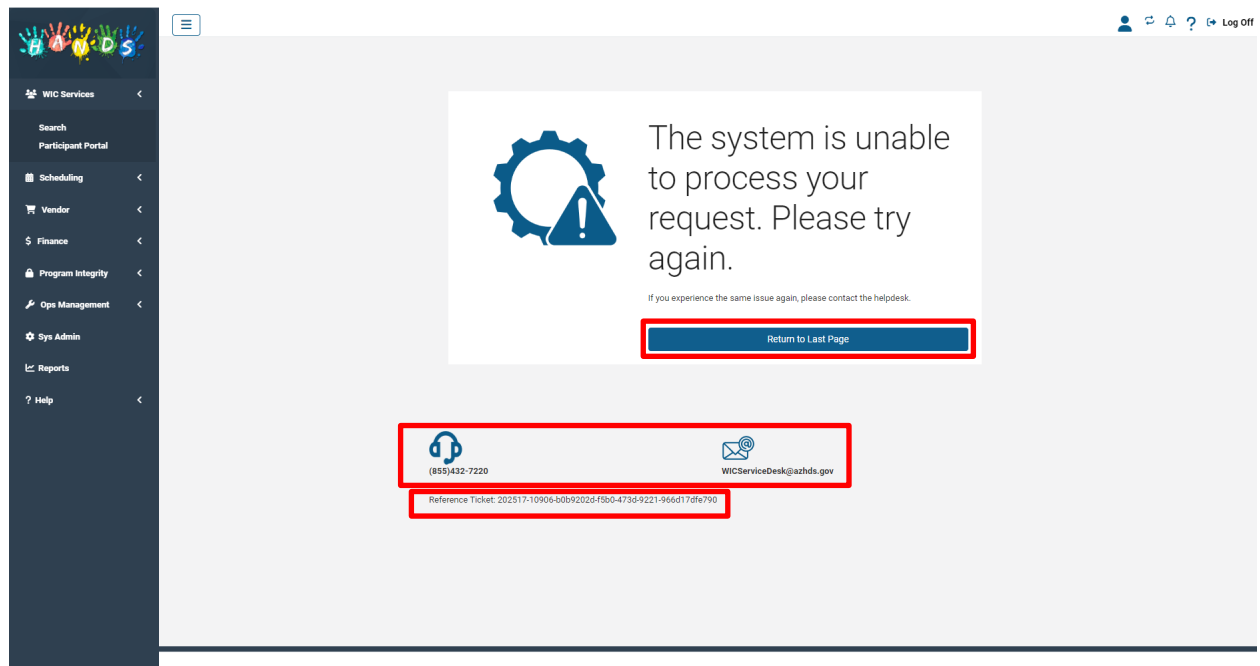 HANDS
Log Off
WIC Services
Search
Participant Portal
Scheduling
Vendor
$ Finance
Program Integrity
Ops Management
Sys Admin
Reports
? Help
The system is unable
to process your
request. Please try
again.
If you experience the same issue again, please contact the helpdesk.
Return to Last Page
(855)432-7220
WICServiceDesk@azhds.gov
Reference Ticket: 202517-10906-b0b9202d-f5b0-473d-9221-966d17dfe790